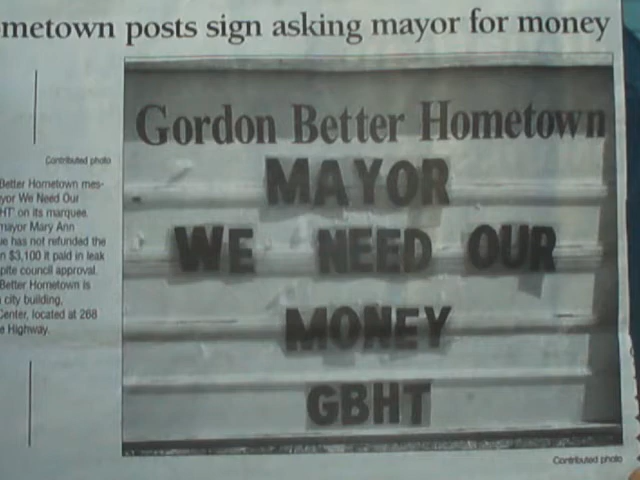 metown posts sign asking mayor for money
Contributed photo
Better Hometown mes-
yor We Need Our
HT" on its marquee.
mayor Mary Ann
has not refunded the
n $3,100 it paid in leak
pite council approval.
Better Hometown is
city building,
Center, located at 268
e Highway.
Gordon Better Hometown
MAYOR
WE NEED OUR
MONEY
GBHT
Contributed photo